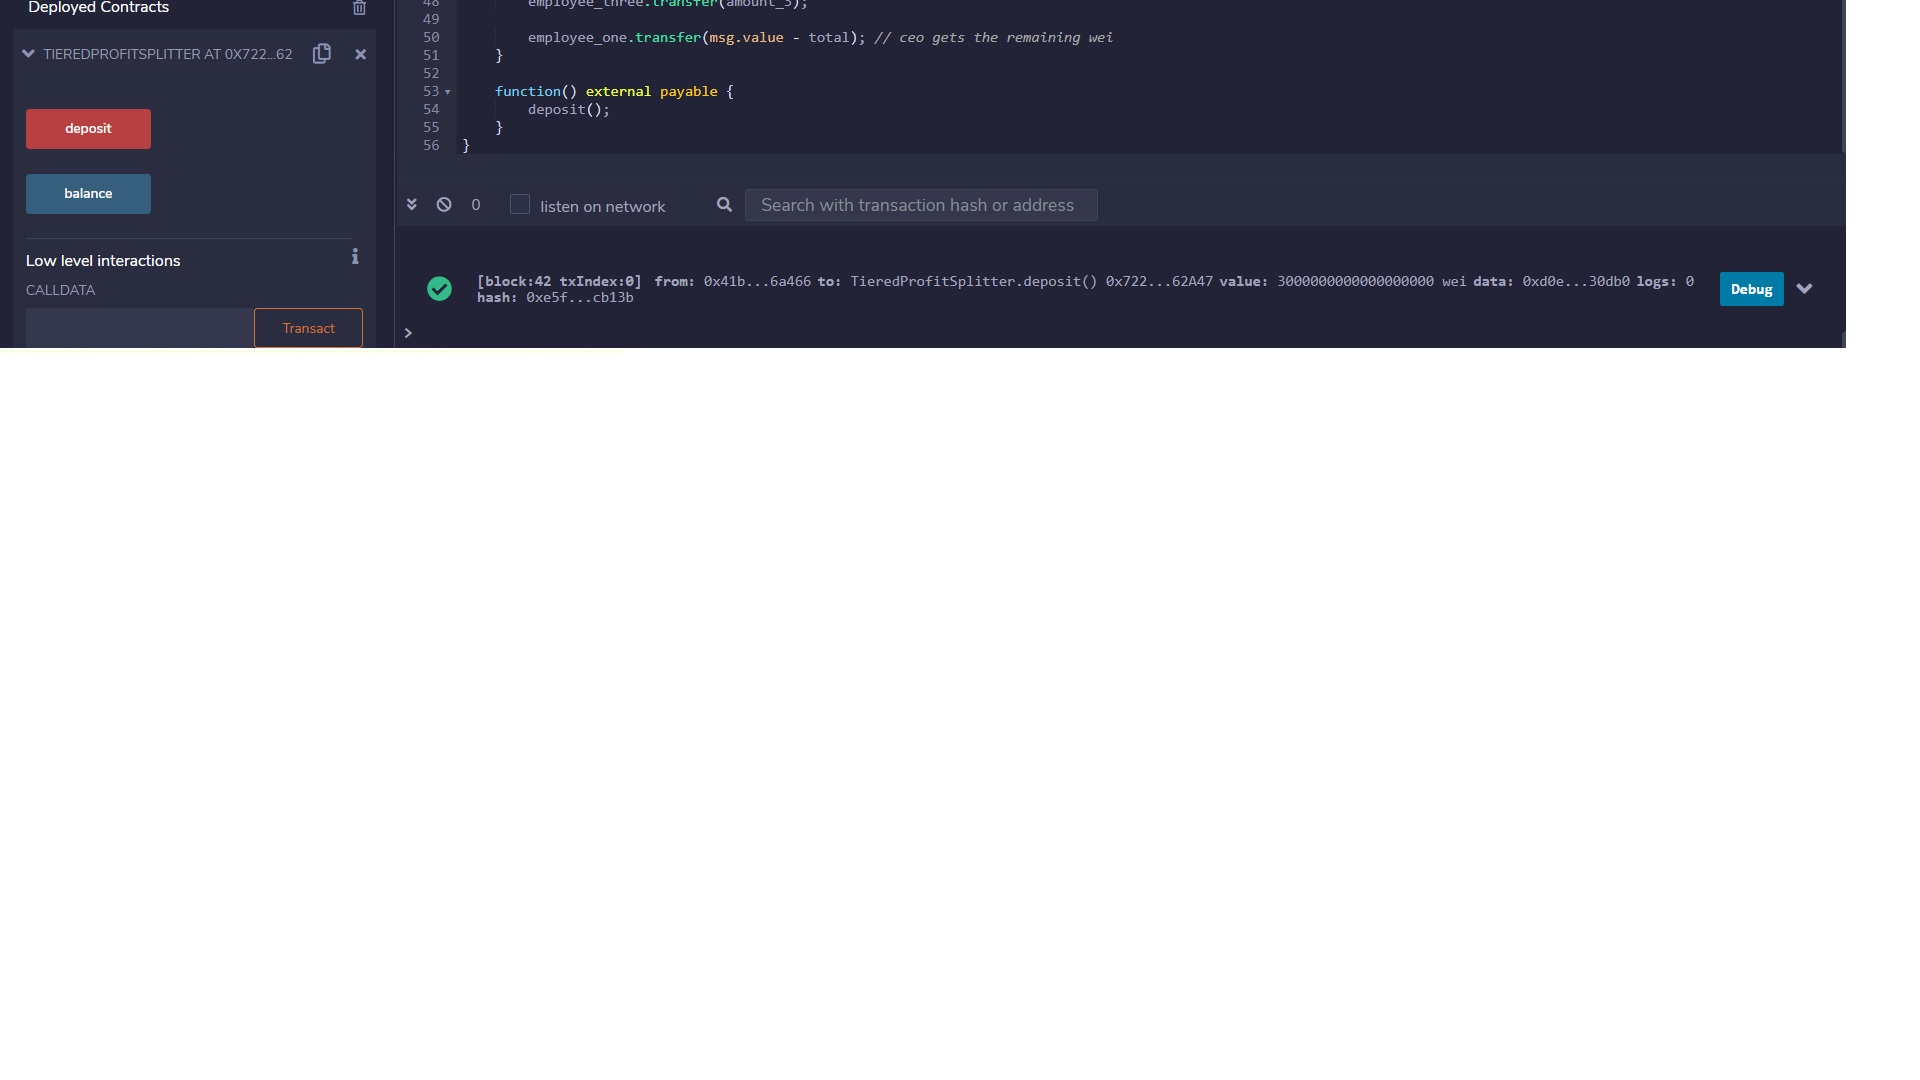 Deployed Contracts
TIEREDPROFITSPLITTER AT 0X722...62
deposit
balance
Low level interactions
CALLDATA
Transact
48 employee_three.transfer(amount_3);
49
50 employee_one.transfer(msg.value - total); // ceo gets the remaining wei
51 }
52
53 function() external payable {
54 deposit();
55 }
56 }
0 listen on network Search with transaction hash or address
[block:42 txIndex:0] from: 0x41b...6a466 to: TieredProfitSplitter.deposit() 0x722...62A47 value: 3000000000000000000 wei data: 0xd0e...30db0 logs: 0
hash: 0xe5f...cb13b
Debug
>